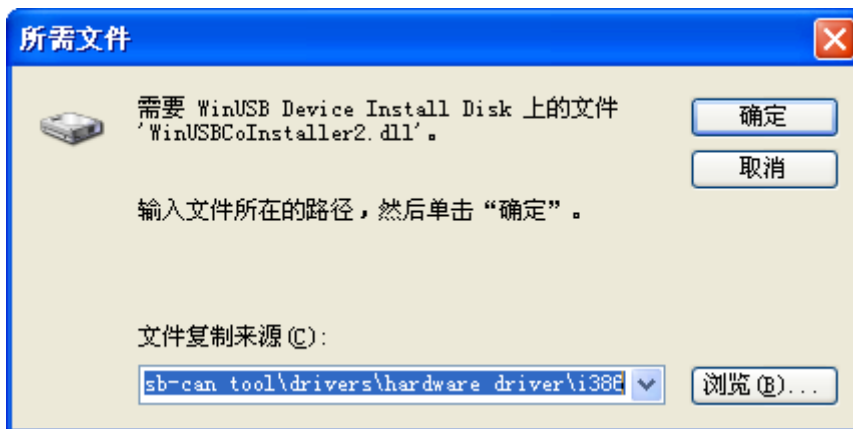 所需文件
需要 WinUSB Device Install Disk 上的文件
'WinUSBCoInstaller2.dll'。
确定
取消
输入文件所在的路径，然后单击“确定”。
文件复制来源(C):
sb-can tool\drivers\hardware driver\i386
浏览(B)...